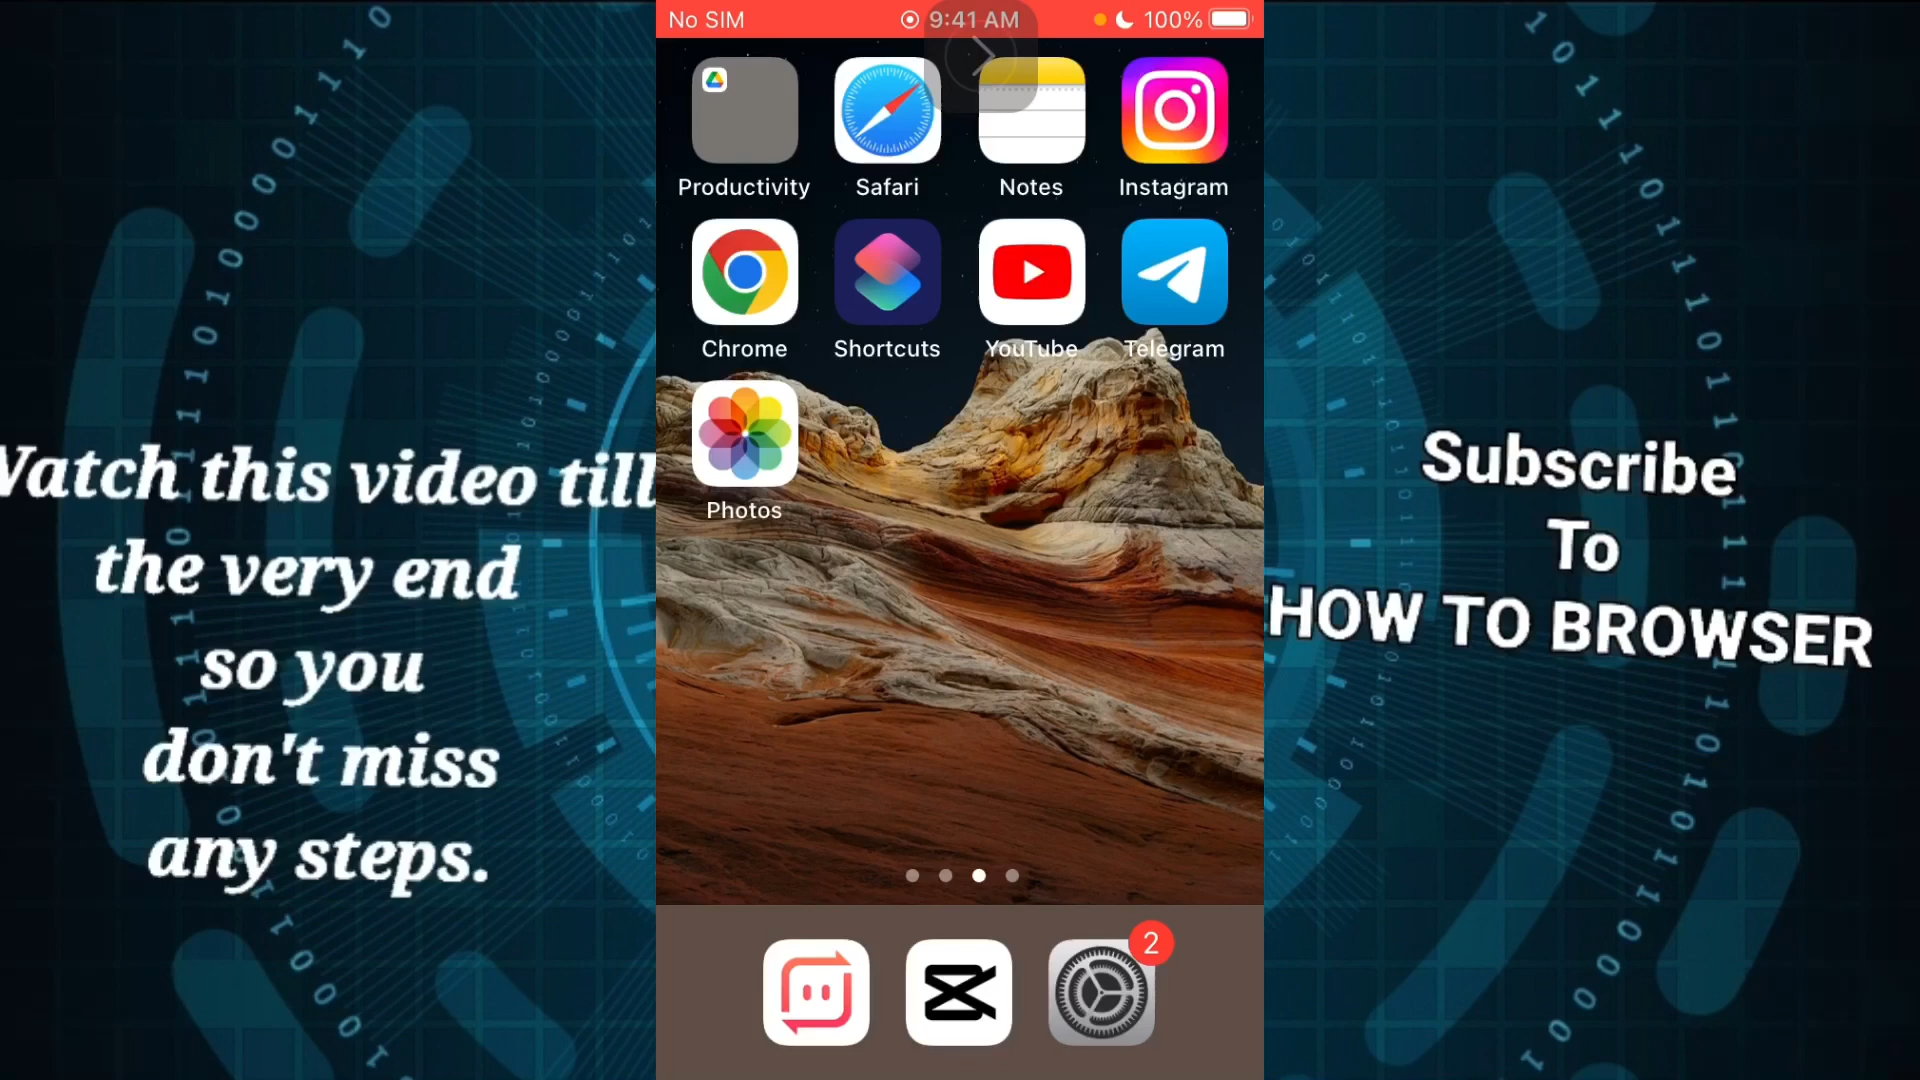 No SIM
9:41 AM
100%
Productivity
Safari
Notes
Instagram
Chrome
Shortcuts
YouTube
Telegram
Photos
2
Watch this video till
the very end
so you
don't miss
any steps.
Subscribe
To
HOW TO BROWSER